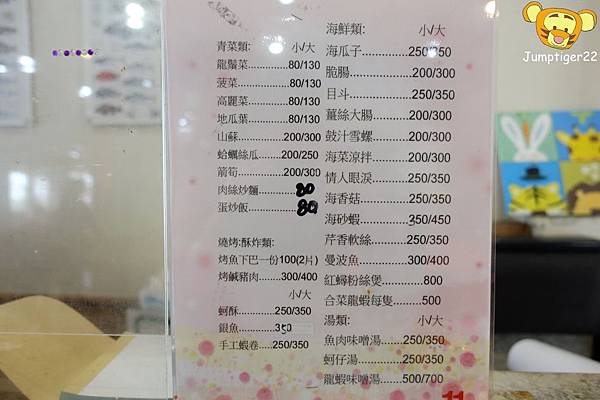 Jumptiger22
青菜類: 小/大
龍鬚菜............80/130
菠菜................80/130
高麗菜............80/130
地瓜葉............80/130
山蘇................200/300
蛤蠣絲瓜........200/250
箭筍................200/300
肉絲炒麵.........80
蛋炒飯............80
燒烤:酥炸類:
烤魚下巴一份100(2片)
烤鹹豬肉.........300/400
小/大
蚵酥................250/350
銀魚................350
手工蝦卷.........250/350
海鮮類: 小/大
海瓜子..............250/350
脆腸..................200/300
目斗..................250/350
薑絲大腸..........200/300
鼓汁雪螺..........200/300
海菜涼拌..........200/300
情人眼淚..........250/350
海香菇..............250/350
海砂蝦..............350/450
芹香軟絲..........250/350
曼波魚..............300/400
紅蟳粉絲煲..........800
合菜龍蝦每隻.......500
湯類: 小/大
魚肉味噌湯.......250/350
蚵仔湯..............250/350
龍蝦味噌湯.......500/700
11